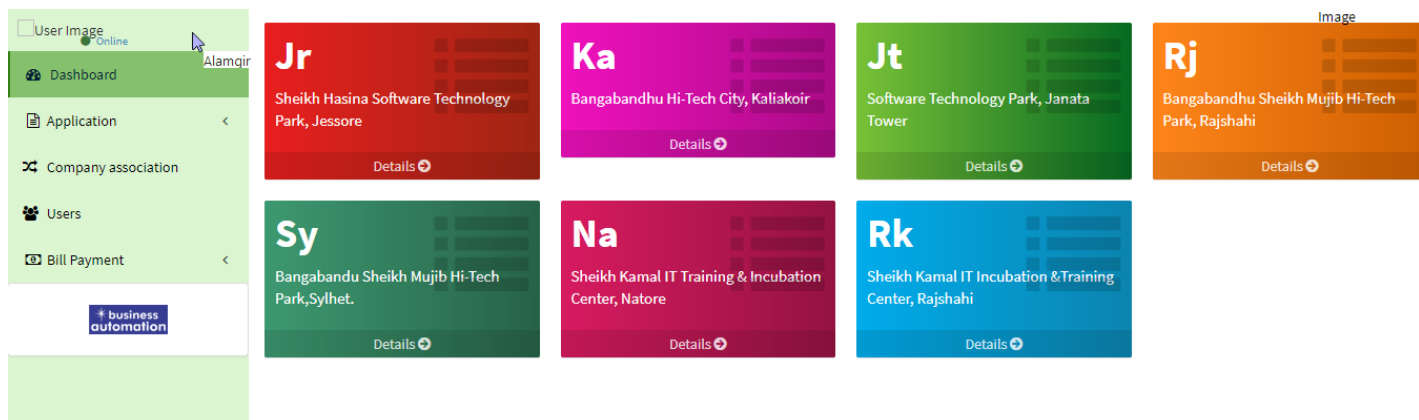 User Image
Online
Alamgir
Dashboard
Application
Company association
Users
Bill Payment
business
automation
Image
Jr
Sheikh Hasina Software Technology
Park, Jessore
Details
Ka
Bangabandhu Hi-Tech City, Kaliakoir
Details
Jt
Software Technology Park, Janata
Tower
Details
Rj
Bangabandhu Sheikh Mujib Hi-Tech
Park, Rajshahi
Details
Sy
Bangabandu Sheikh Mujib Hi-Tech
Park,Sylhet.
Details
Na
Sheikh Kamal IT Training & Incubation
Center, Natore
Details
Rk
Sheikh Kamal IT Incubation &Training
Center, Rajshahi
Details